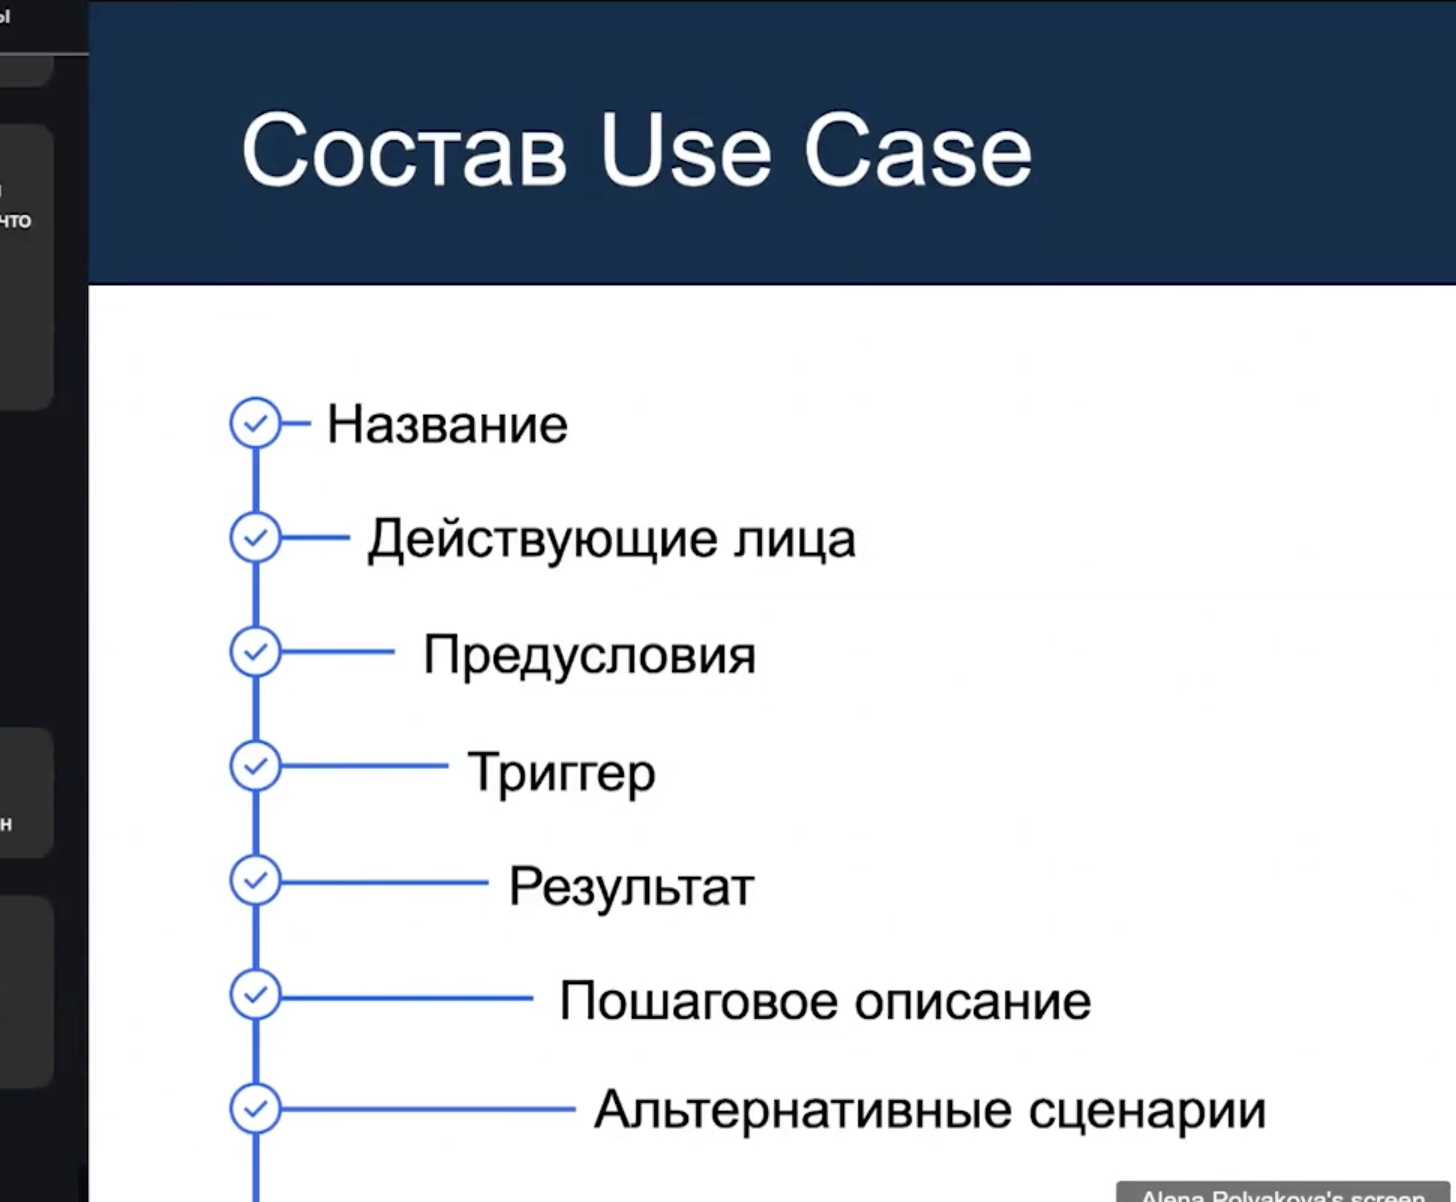 что
Состав Use Case
Название
Действующие лица
Предусловия
Триггер
Результат
Пошаговое описание
Альтернативные сценарии
Alena Polyakova's screen